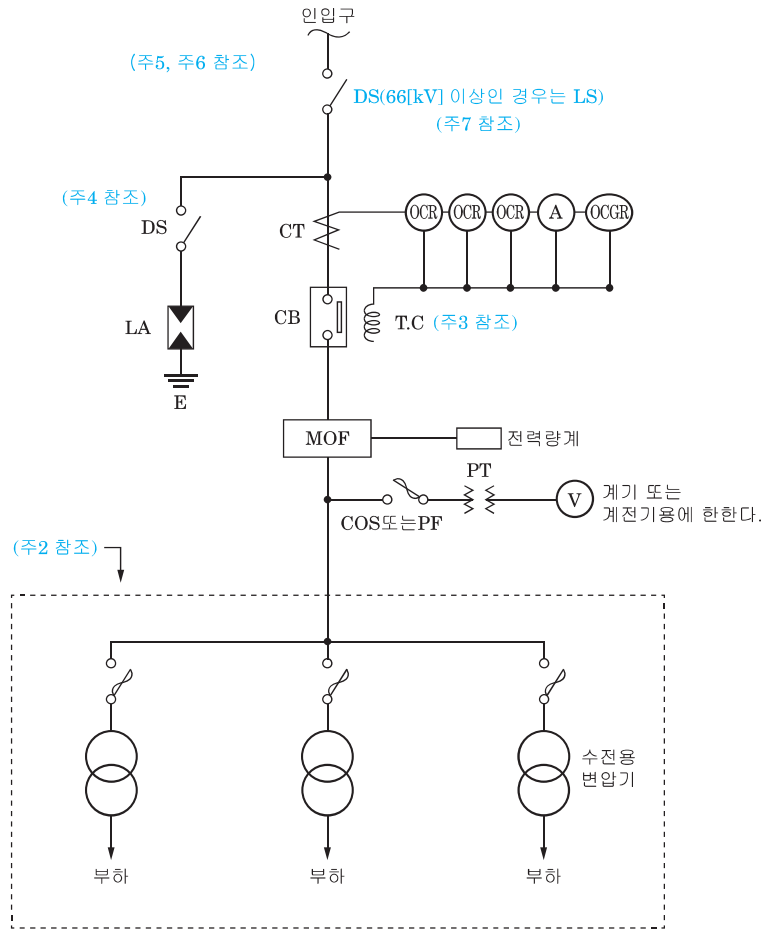 인입구
(주5, 주6 참조)
DS(66[kV] 이상인 경우는 LS)
(주7 참조)
(주4 참조)
DS
CT
OCR
OCR
OCR
A
OCGR
LA
CB
T.C (주3 참조)
E
MOF
전력량계
PT
COS또는PF
V
계기 또는
계전기용에 한한다.
(주2 참조)
수전용
변압기
부하
부하
부하